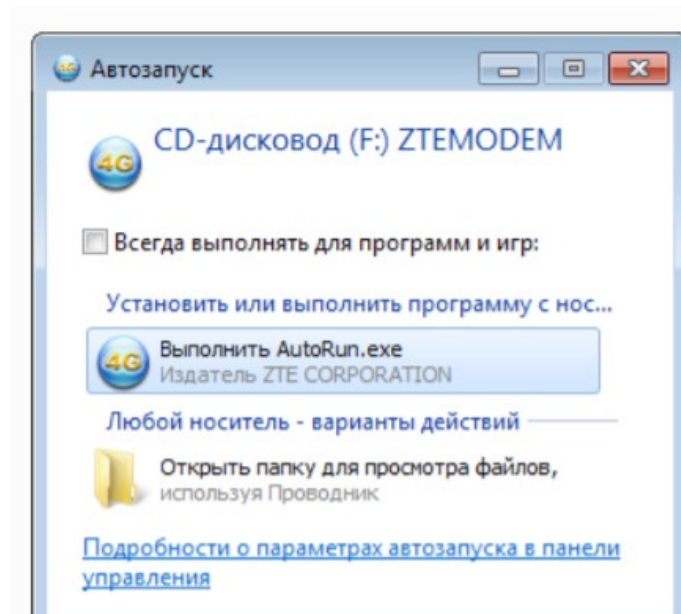 Автозапуск
CD-дисковод (F:) ZTEMODEM
4G
Всегда выполнять для программ и игр:
Установить или выполнить программу с нос...
4G
Выполнить AutoRun.exe
Издатель ZTE CORPORATION
Любой носитель - варианты действий
Открыть папку для просмотра файлов,
используя Проводник
Подробности о параметрах автозапуска в панели
управления